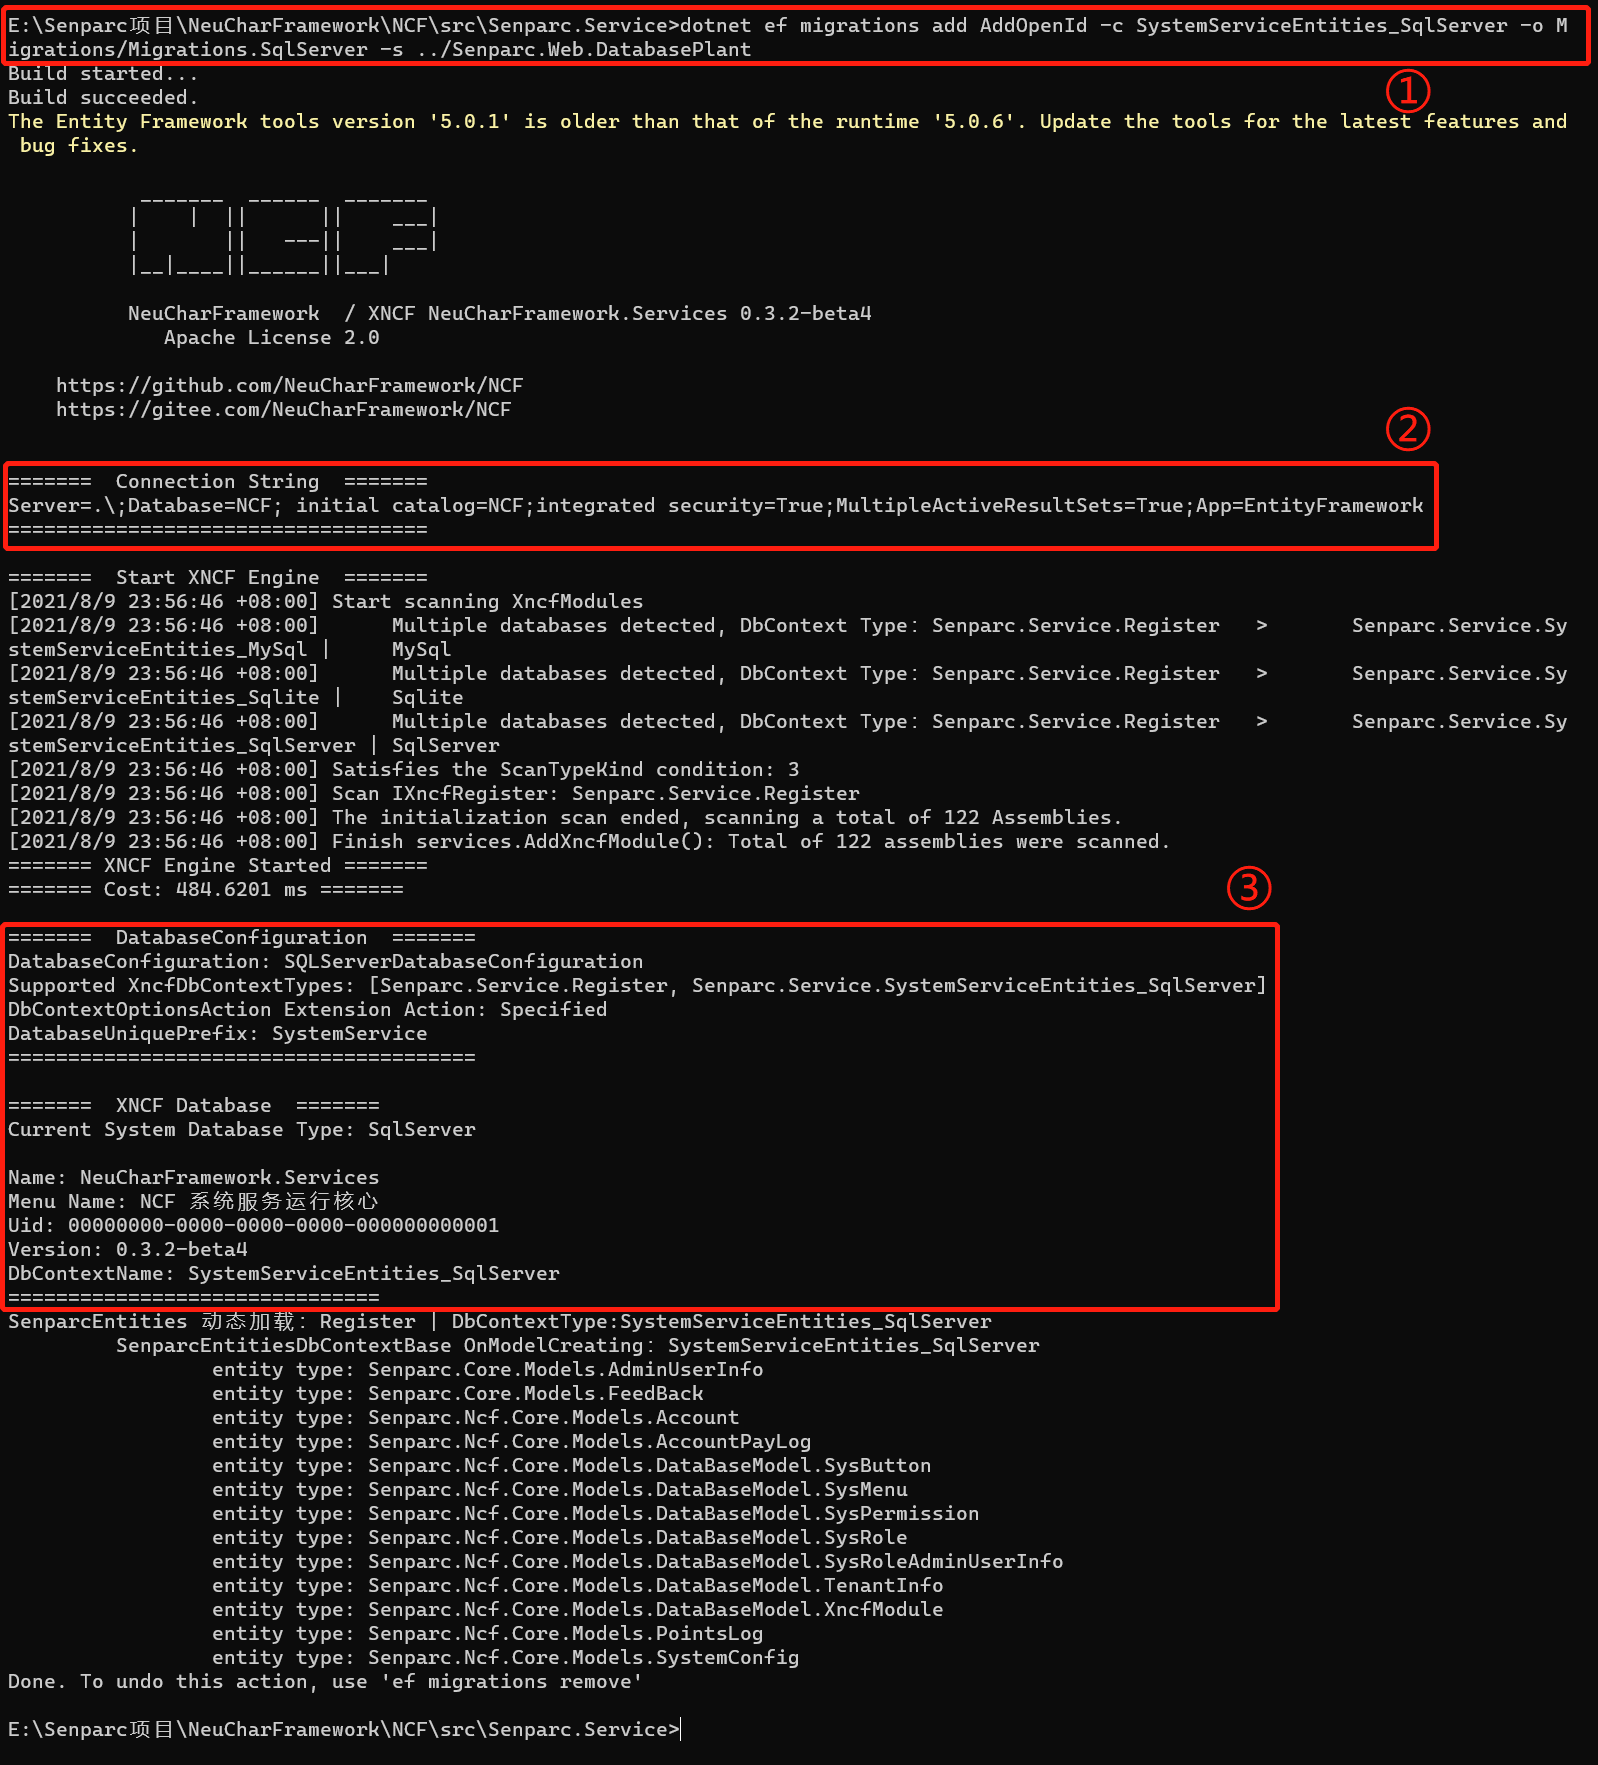 E:\Senparc项目\NeuCharFramework\NCF\src\Senparc.Service>dotnet ef migrations add AddOpenId -c SystemServiceEntities_SqlServer -o M
igrations/Migrations.SqlServer -s ../Senparc.Web.DatabasePlant
Build started...
①
Build succeeded.
The Entity Framework tools version '5.0.1' is older than that of the runtime '5.0.6'. Update the tools for the latest features and
 bug fixes.
NeuCharFramework  / XNCF NeuCharFramework.Services 0.3.2-beta4
Apache License 2.0
https://github.com/NeuCharFramework/NCF
https://gitee.com/NeuCharFramework/NCF
②
=======  Connection String  =======
Server=.\;Database=NCF; initial catalog=NCF;integrated security=True;MultipleActiveResultSets=True;App=EntityFramework
===================================
=======  Start XNCF Engine  =======
[2021/8/9 23:56:46 +08:00] Start scanning XncfModules
[2021/8/9 23:56:46 +08:00]      Multiple databases detected, DbContext Type: Senparc.Service.Register   >       Senparc.Service.Sy
stemServiceEntities_MySql |     MySql
[2021/8/9 23:56:46 +08:00]      Multiple databases detected, DbContext Type: Senparc.Service.Register   >       Senparc.Service.Sy
stemServiceEntities_Sqlite |    Sqlite
[2021/8/9 23:56:46 +08:00]      Multiple databases detected, DbContext Type: Senparc.Service.Register   >       Senparc.Service.Sy
stemServiceEntities_SqlServer | SqlServer
[2021/8/9 23:56:46 +08:00] Satisfies the ScanTypeKind condition: 3
[2021/8/9 23:56:46 +08:00] Scan IXncfRegister: Senparc.Service.Register
[2021/8/9 23:56:46 +08:00] The initialization scan ended, scanning a total of 122 Assemblies.
[2021/8/9 23:56:46 +08:00] Finish services.AddXncfModule(): Total of 122 assemblies were scanned.
======= XNCF Engine Started =======
======= Cost: 484.6201 ms =======
③
=======  DatabaseConfiguration  =======
DatabaseConfiguration: SQLServerDatabaseConfiguration
Supported XncfDbContextTypes: [Senparc.Service.Register, Senparc.Service.SystemServiceEntities_SqlServer]
DbContextOptionsAction Extension Action: Specified
DatabaseUniquePrefix: SystemService
=======================================
=======  XNCF Database  =======
Current System Database Type: SqlServer
Name: NeuCharFramework.Services
Menu Name: NCF 系统服务运行核心
Uid: 00000000-0000-0000-0000-000000000001
Version: 0.3.2-beta4
DbContextName: SystemServiceEntities_SqlServer
===============================
SenparcEntities 动态加载: Register | DbContextType:SystemServiceEntities_SqlServer
SenparcEntitiesDbContextBase OnModelCreating: SystemServiceEntities_SqlServer
entity type: Senparc.Core.Models.AdminUserInfo
entity type: Senparc.Core.Models.FeedBack
entity type: Senparc.Ncf.Core.Models.Account
entity type: Senparc.Ncf.Core.Models.AccountPayLog
entity type: Senparc.Ncf.Core.Models.DataBaseModel.SysButton
entity type: Senparc.Ncf.Core.Models.DataBaseModel.SysMenu
entity type: Senparc.Ncf.Core.Models.DataBaseModel.SysPermission
entity type: Senparc.Ncf.Core.Models.DataBaseModel.SysRole
entity type: Senparc.Ncf.Core.Models.DataBaseModel.SysRoleAdminUserInfo
entity type: Senparc.Ncf.Core.Models.DataBaseModel.TenantInfo
entity type: Senparc.Ncf.Core.Models.DataBaseModel.XncfModule
entity type: Senparc.Ncf.Core.Models.PointsLog
entity type: Senparc.Ncf.Core.Models.SystemConfig
Done. To undo this action, use 'ef migrations remove'
E:\Senparc项目\NeuCharFramework\NCF\src\Senparc.Service>